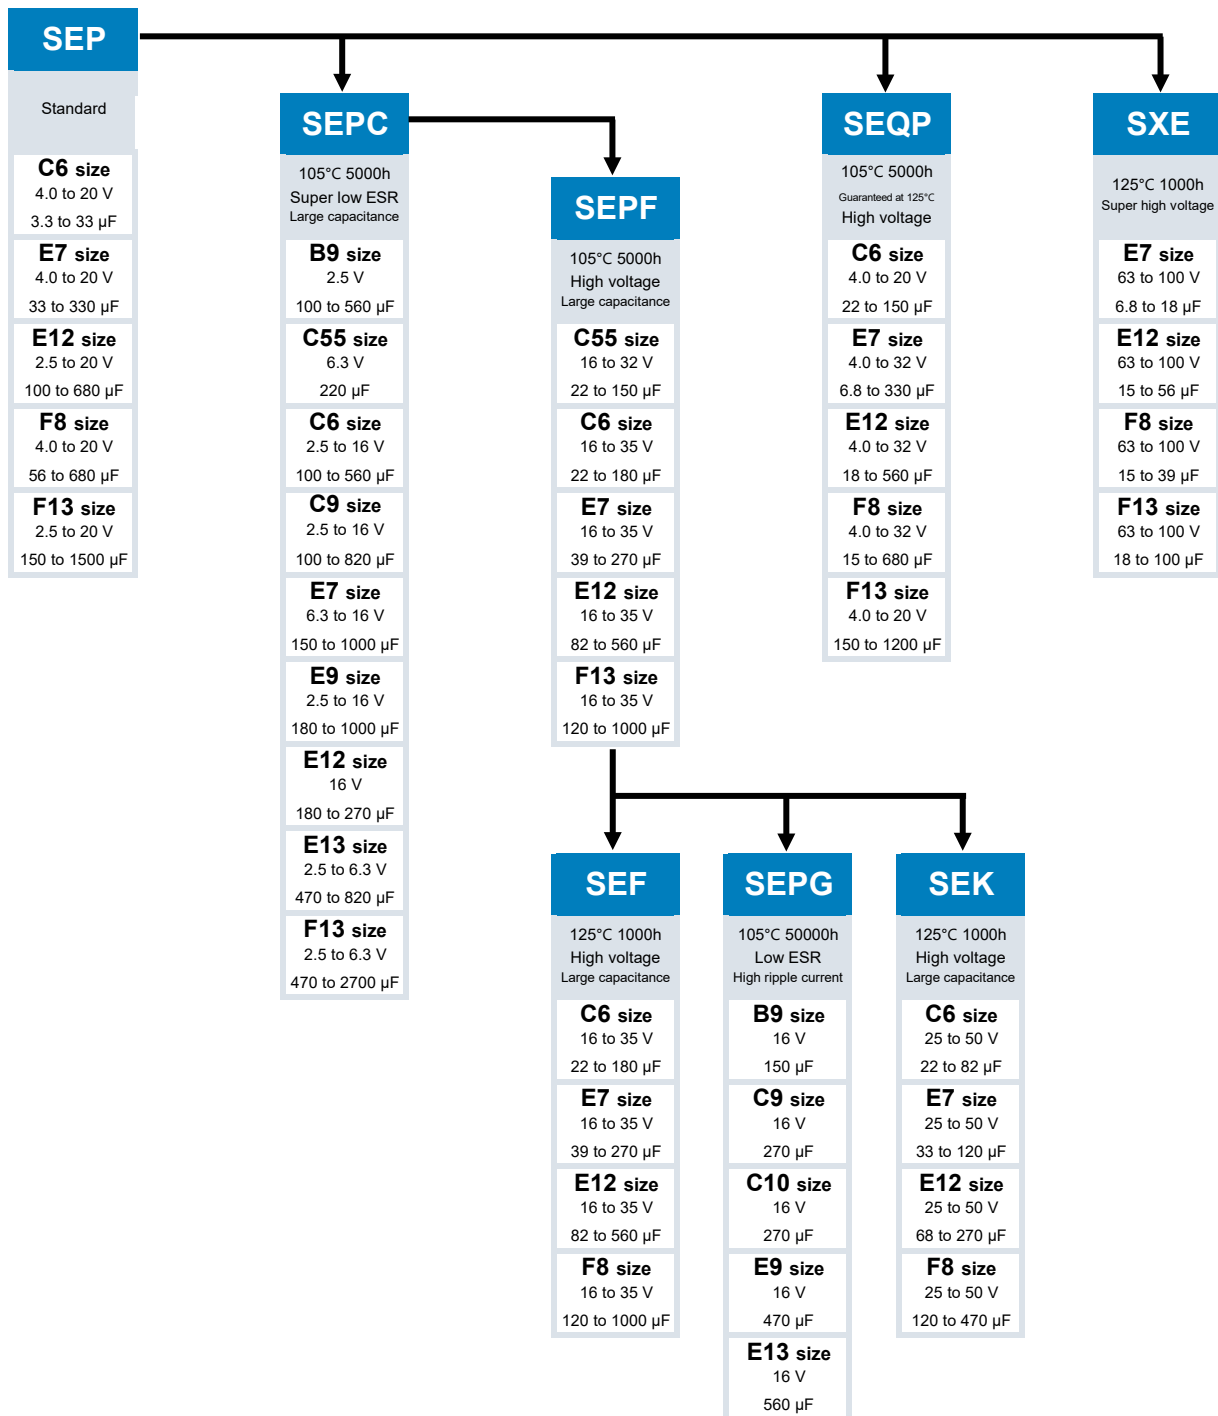 SEP
Standard
C6 size
4.0 to 20 V
3.3 to 33 µF
E7 size
4.0 to 20 V
33 to 330 µF
E12 size
2.5 to 20 V
100 to 680 µF
F8 size
4.0 to 20 V
56 to 680 µF
F13 size
2.5 to 20 V
150 to 1500 µF
SEPC
105°C 5000h
Super low ESR
Large capacitance
B9 size
2.5 V
100 to 560 µF
C55 size
6.3 V
220 µF
C6 size
2.5 to 16 V
100 to 560 µF
C9 size
2.5 to 16 V
100 to 820 µF
E7 size
6.3 to 16 V
150 to 1000 µF
E9 size
2.5 to 16 V
180 to 1000 µF
E12 size
16 V
180 to 270 µF
E13 size
2.5 to 6.3 V
470 to 820 µF
F13 size
2.5 to 6.3 V
470 to 2700 µF
SEPF
105°C 5000h
High voltage
Large capacitance
C55 size
16 to 32 V
22 to 150 µF
C6 size
16 to 35 V
22 to 180 µF
E7 size
16 to 35 V
39 to 270 µF
E12 size
16 to 35 V
82 to 560 µF
F13 size
16 to 35 V
120 to 1000 µF
SEQP
105°C 5000h
Guaranteed at 125°C
High voltage
C6 size
4.0 to 20 V
22 to 150 µF
E7 size
4.0 to 32 V
6.8 to 330 µF
E12 size
4.0 to 32 V
18 to 560 µF
F8 size
4.0 to 32 V
15 to 680 µF
F13 size
4.0 to 20 V
150 to 1200 µF
SXE
125°C 1000h
Super high voltage
E7 size
63 to 100 V
6.8 to 18 µF
E12 size
63 to 100 V
15 to 56 µF
F8 size
63 to 100 V
15 to 39 µF
F13 size
63 to 100 V
18 to 100 µF
SEF
125°C 1000h
High voltage
Large capacitance
C6 size
16 to 35 V
22 to 180 µF
E7 size
16 to 35 V
39 to 270 µF
E12 size
16 to 35 V
82 to 560 µF
F8 size
16 to 35 V
120 to 1000 µF
SEPG
105°C 50000h
Low ESR
High ripple current
B9 size
16 V
150 µF
C9 size
16 V
270 µF
C10 size
16 V
270 µF
E9 size
16 V
470 µF
E13 size
16 V
560 µF
SEK
125°C 1000h
High voltage
Large capacitance
C6 size
25 to 50 V
22 to 82 µF
E7 size
25 to 50 V
33 to 120 µF
E12 size
25 to 50 V
68 to 270 µF
F8 size
25 to 50 V
120 to 470 µF